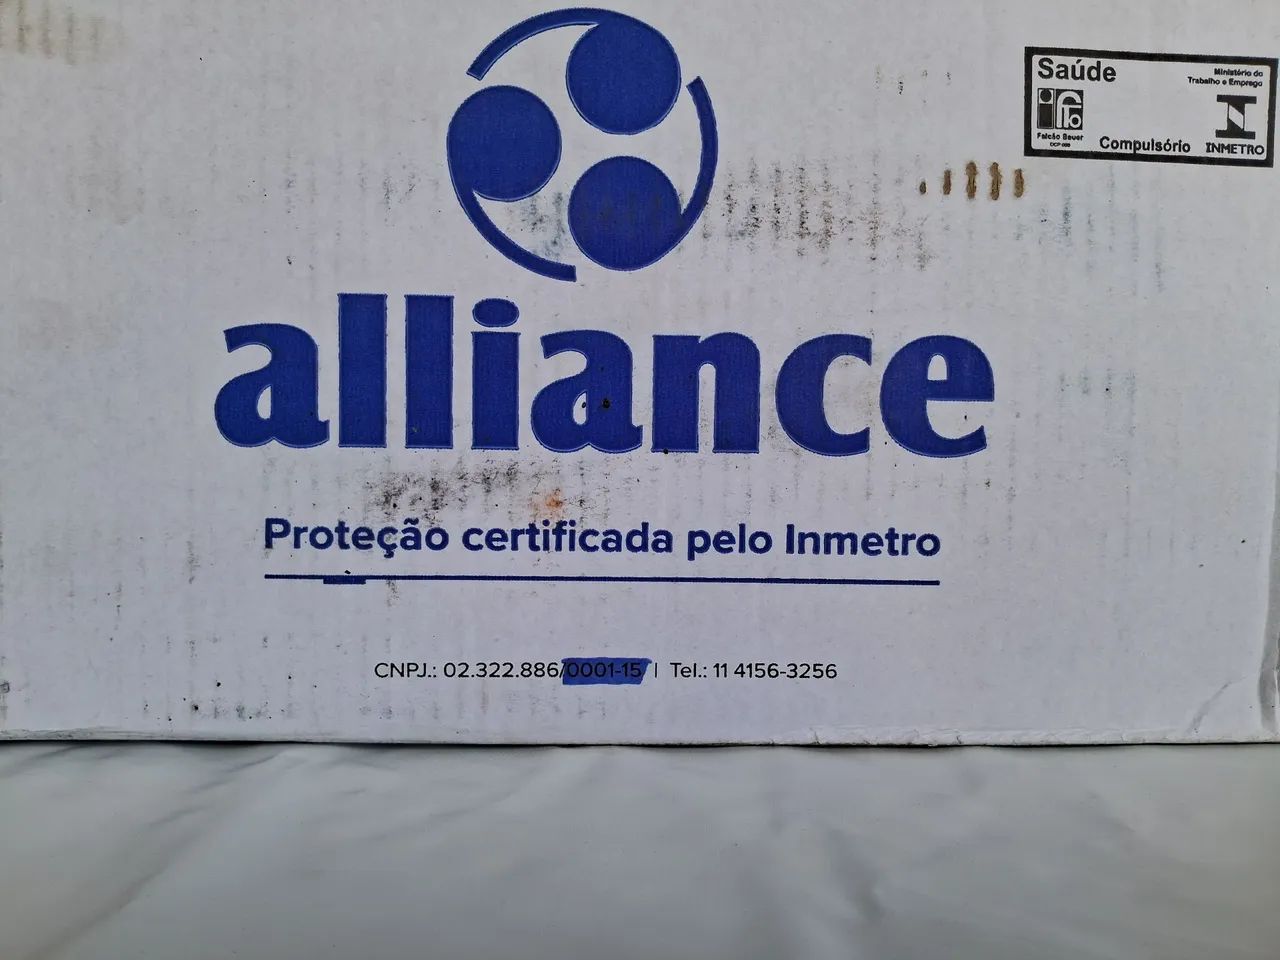 Saúde
Ministério do
Trabalho e Emprego
ifb
Falcão Bauer
Compulsório
INMETRO
alliance
Proteção certificada pelo Inmetro
CNPJ.: 02.322.886/0001-15 | Tel.: 11 4156-3256